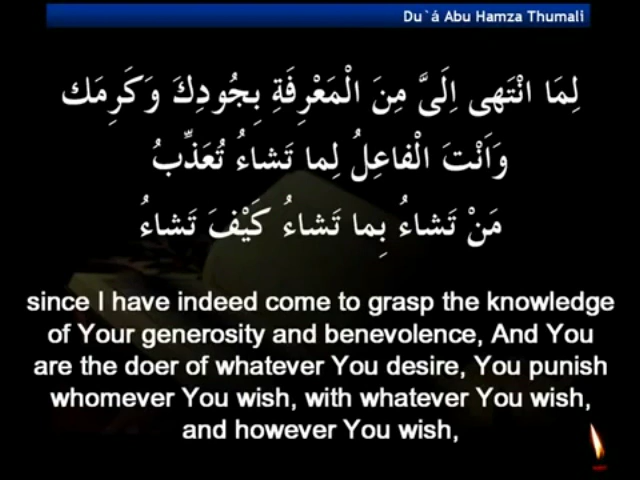 Du`á Abu Hamza Thumali
لِمَا انْتَهى اِلَىَّ مِنَ الْمَعْرِفَةِ بِجُودِكَ وَكَرِمَك
وَاَنْتَ الْفاعِلُ لِما تَشاءُ تُعَذِّبُ
مَنْ تَشاءُ بِما تَشاءُ كَيْفَ تَشاءُ
since I have indeed come to grasp the knowledge
of Your generosity and benevolence, And You
are the doer of whatever You desire, You punish
whomever You wish, with whatever You wish,
and however You wish,